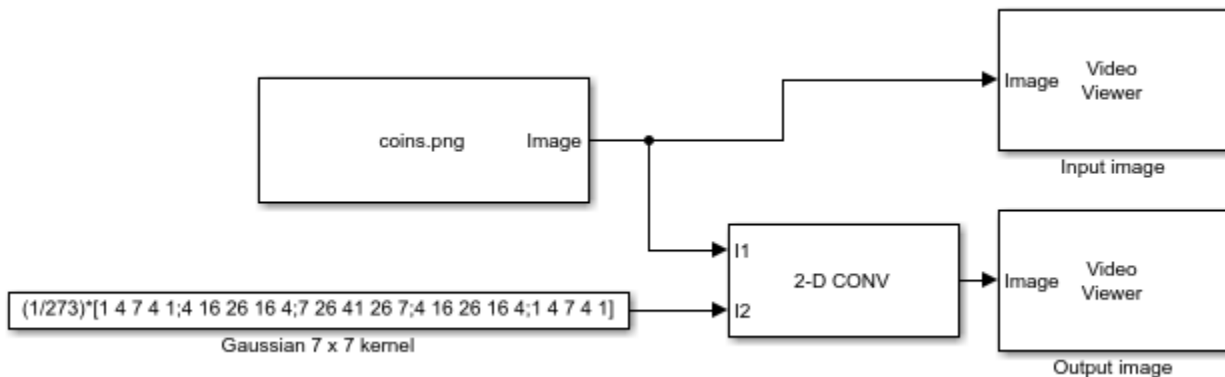 coins.png
Image
Image
Video
Viewer
Input image
I1
I2
2-D CONV
Image
Video
Viewer
Output image
(1/273)*[1 4 7 4 1;4 16 26 16 4;7 26 41 26 7;4 16 26 16 4;1 4 7 4 1]
Gaussian 7 x 7 kernel